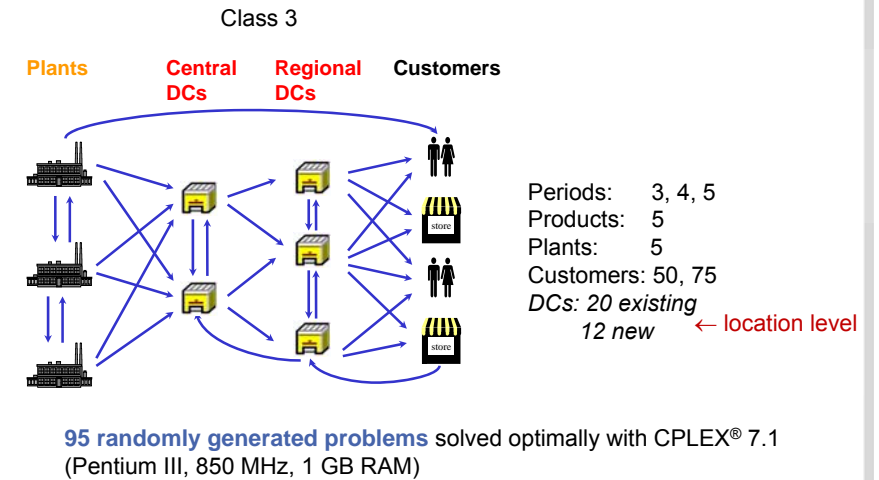 Class 3
Plants
Central
DCs
Regional
DCs
Customers
store
store
Periods: 3, 4, 5
Products: 5
Plants: 5
Customers: 50, 75
DCs: 20 existing
12 new ← location level
95 randomly generated problems solved optimally with CPLEX® 7.1
(Pentium III, 850 MHz, 1 GB RAM)